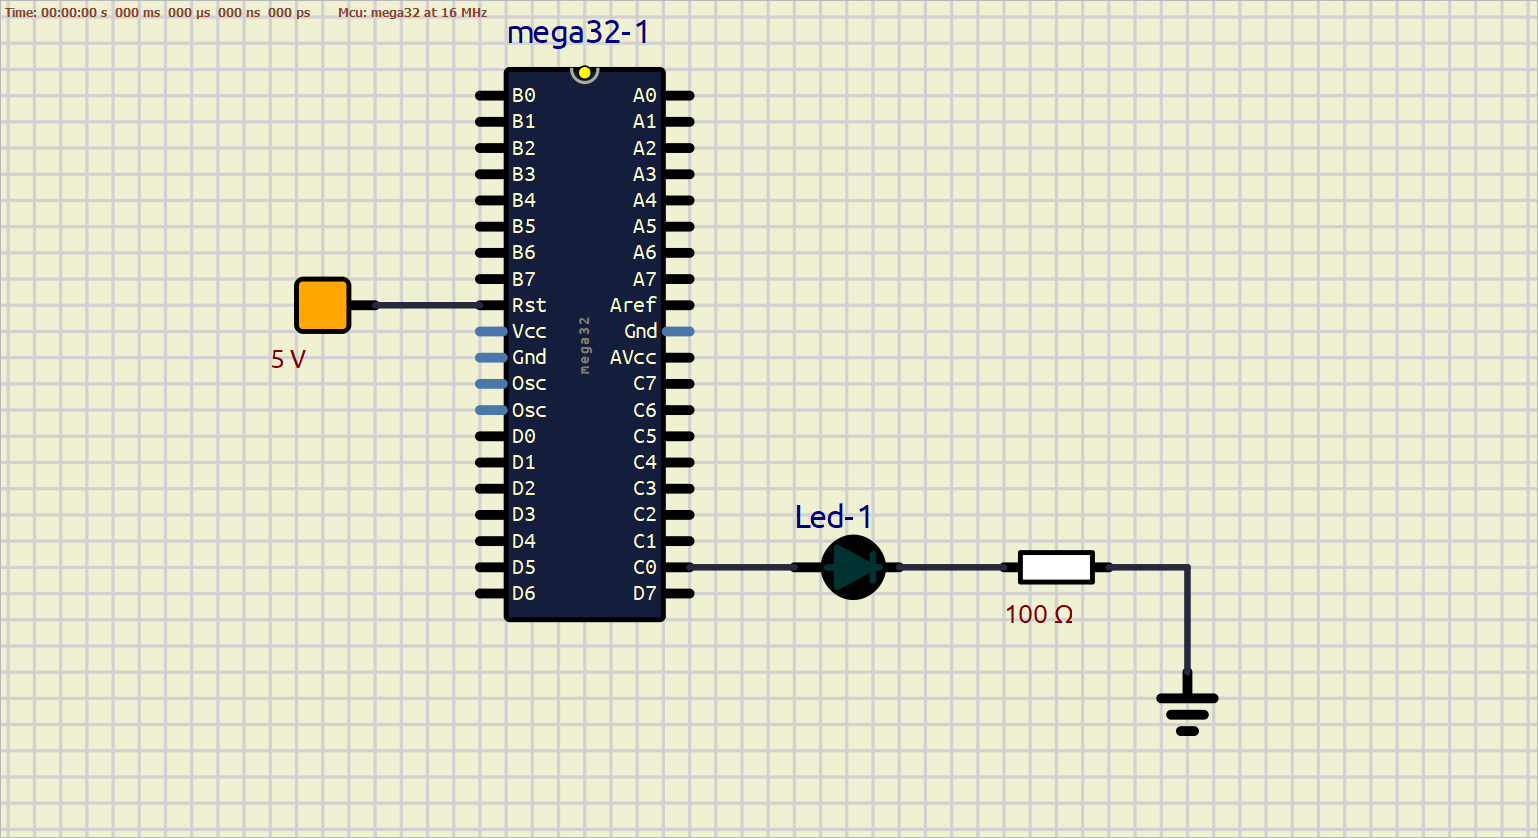 Time: 00:00:00 s 000 ms 000 µs 000 ns 000 ps Mcu: mega32 at 16 MHz
mega32-1
B0 A0
B1 A1
B2 A2
B3 A3
B4 A4
B5 A5
B6 A6
B7 A7
Rst Aref
Vcc Gnd
Gnd AVcc
Osc C7
Osc C6
D0 C5
D1 C4
D2 C3
D3 C2
D4 C1
D5 C0
D6 D7
mega32
5 V
Led-1
100 Ω